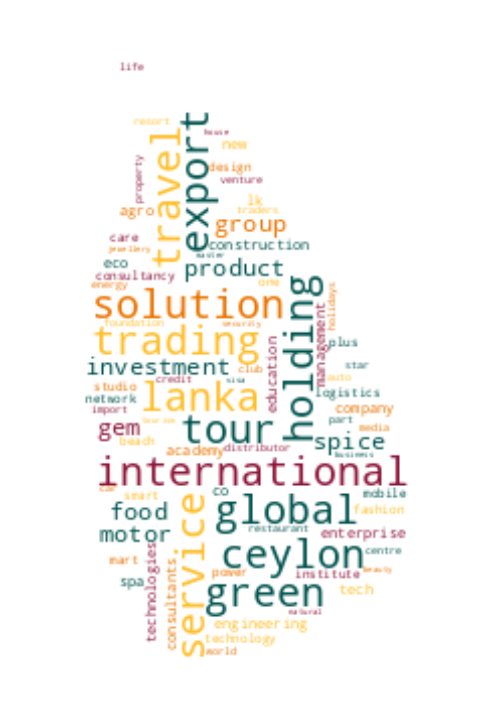 life
resort
export
house
travel
new
property
design
venture
lk
agro
traders
group
care
construction
jewellery
master
eco
product
consultancy
energy
one
holding
holidays
solution
foundation
security
management
trading
plus
education
investment
club
star
credit
visa
auto
studio
lanka
logistics
network
import
company
tour
part
gem
media
spice
beach
academy
distributor
business
international
car
smart
co
mobile
service
global
food
fashion
restaurant
motor
enterprise
technologies
ceylon
centre
mart
consultants
power
institute
beauty
spa
green
tech
natural
engineering
technology
world